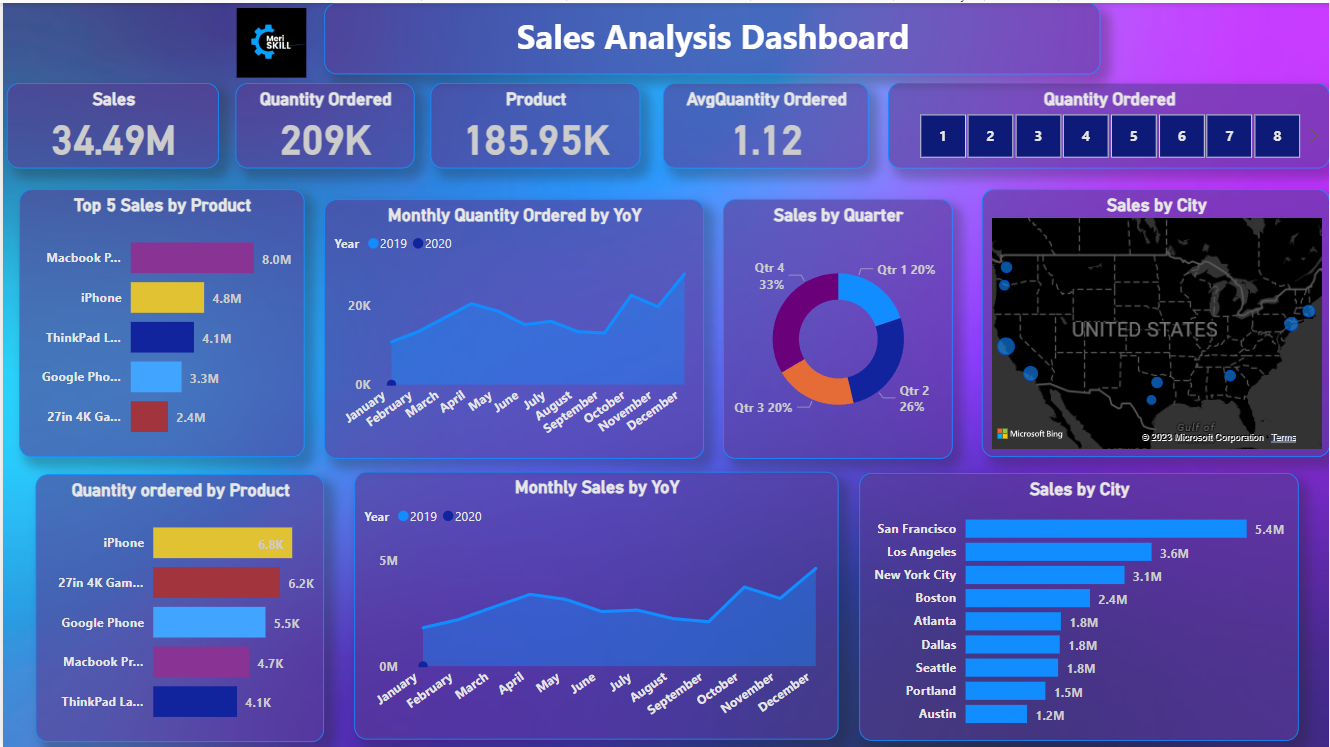 Meri
SKILL
Sales Analysis Dashboard
Sales
34.49M
Quantity Ordered
209K
Product
185.95K
AvgQuantity Ordered
1.12
Quantity Ordered
1 2 3 4 5 6 7 8
Top 5 Sales by Product
Macbook P... 8.0M
iPhone 4.8M
ThinkPad L... 4.1M
Google Pho... 3.3M
27in 4K Ga... 2.4M
Monthly Quantity Ordered by YoY
Year 2019 2020
20K
0K
January February March April May June July August September October November December
Sales by Quarter
Qtr 4
33%
Qtr 1 20%
Qtr 2
26%
Qtr 3 20%
Sales by City
UNITED STATES
Gulf of
Microsoft Bing
© 2023 Microsoft Corporation Terms
Quantity ordered by Product
iPhone 6.8K
27in 4K Gam... 6.2K
Google Phone 5.5K
Macbook Pr... 4.7K
ThinkPad La... 4.1K
Monthly Sales by YoY
Year 2019 2020
5M
0M
January February March April May June July August September October November December
Sales by City
San Francisco 5.4M
Los Angeles 3.6M
New York City 3.1M
Boston 2.4M
Atlanta 1.8M
Dallas 1.8M
Seattle 1.8M
Portland 1.5M
Austin 1.2M